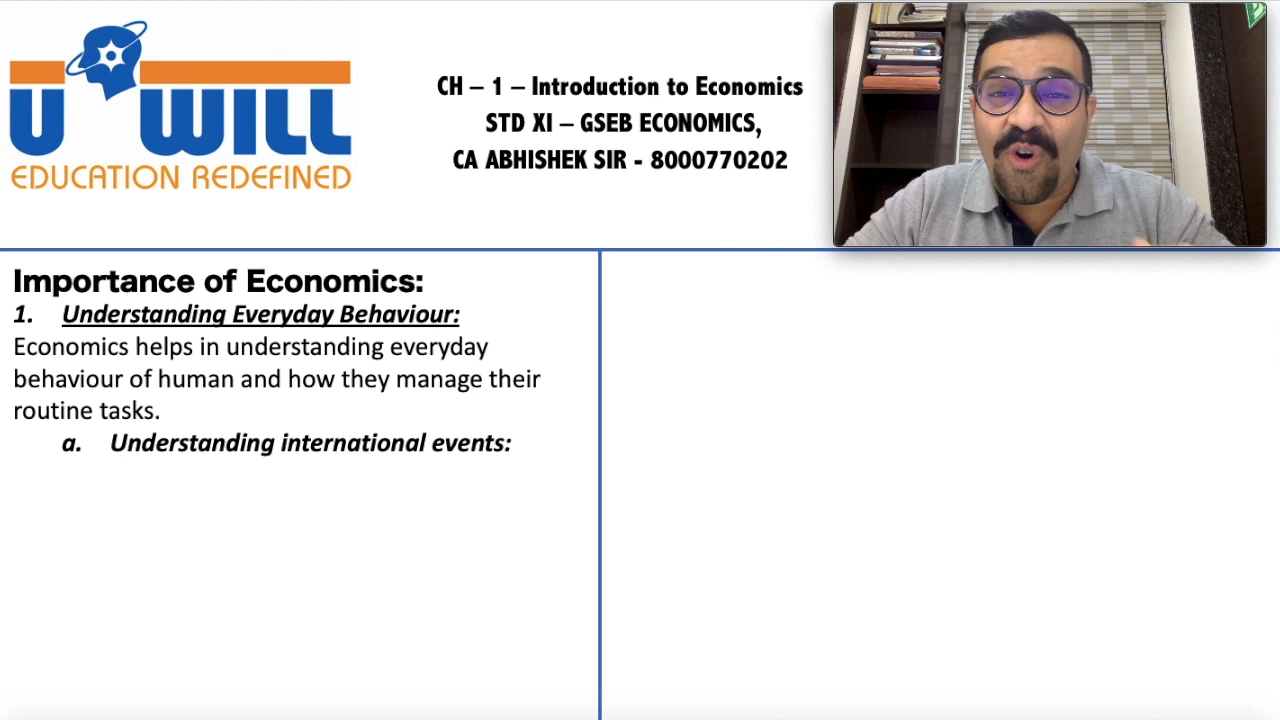 U WILL
EDUCATION REDEFINED
CH – 1 – Introduction to Economics
STD XI – GSEB ECONOMICS,
CA ABHISHEK SIR - 8000770202
Importance of Economics:
1. Understanding Everyday Behaviour:
Economics helps in understanding everyday
behaviour of human and how they manage their
routine tasks.
a. Understanding international events: